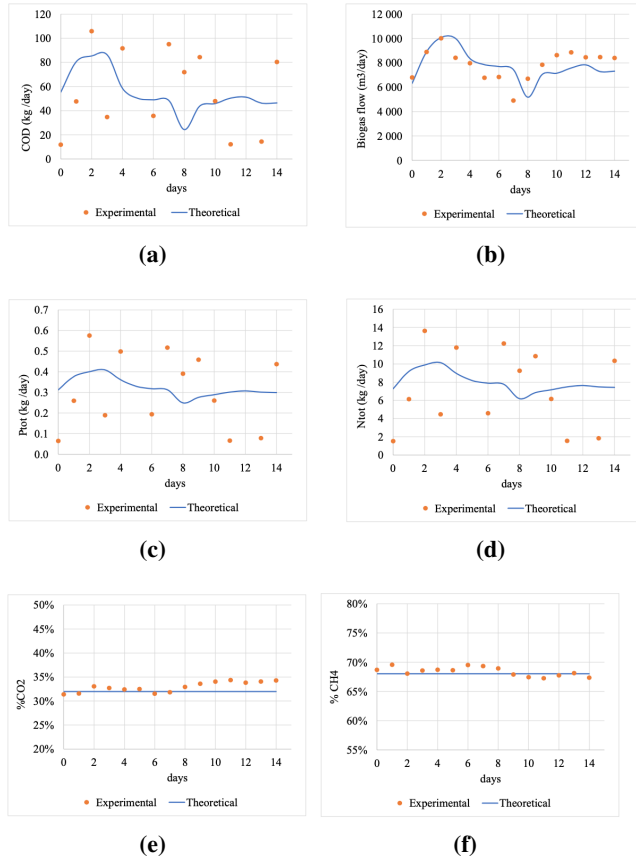 120
100
80
60
40
20
0
COD (kg /day)
0 2 4 6 8 10 12 14
days
Experimental Theoretical
(a)
12 000
10 000
8 000
6 000
4 000
2 000
0
Biogas flow (m3/day)
0 2 4 6 8 10 12 14
days
Experimental Theoretical
(b)
0.7
0.6
0.5
0.4
0.3
0.2
0.1
0.0
Ptot (kg /day)
0 2 4 6 8 10 12 14
days
Experimental Theoretical
(c)
16
14
12
10
8
6
4
2
0
Ntot (kg /day)
0 2 4 6 8 10 12 14
days
Experimental Theoretical
(d)
50%
45%
40%
35%
30%
25%
20%
%CO2
0 2 4 6 8 10 12 14
days
Experimental Theoretical
(e)
80%
75%
70%
65%
60%
55%
% CH4
0 2 4 6 8 10 12 14
days
Experimental Theoretical
(f)